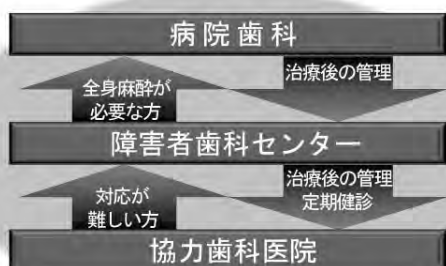 病院歯科
全身麻酔が
必要な方
治療後の管理
障害者歯科センター
対応が
難しい方
治療後の管理
定期健診
協力歯科医院